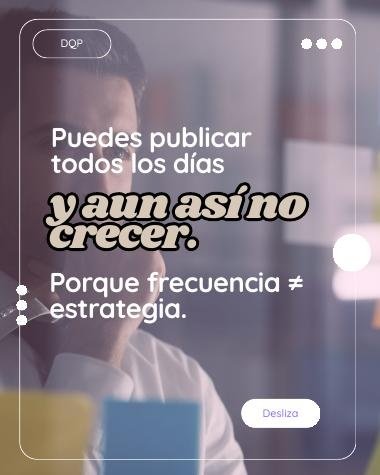 DQP
Puedes publicar
todos los días
y aun así no
crecer.
Porque frecuencia ≠
estrategia.
Desliza